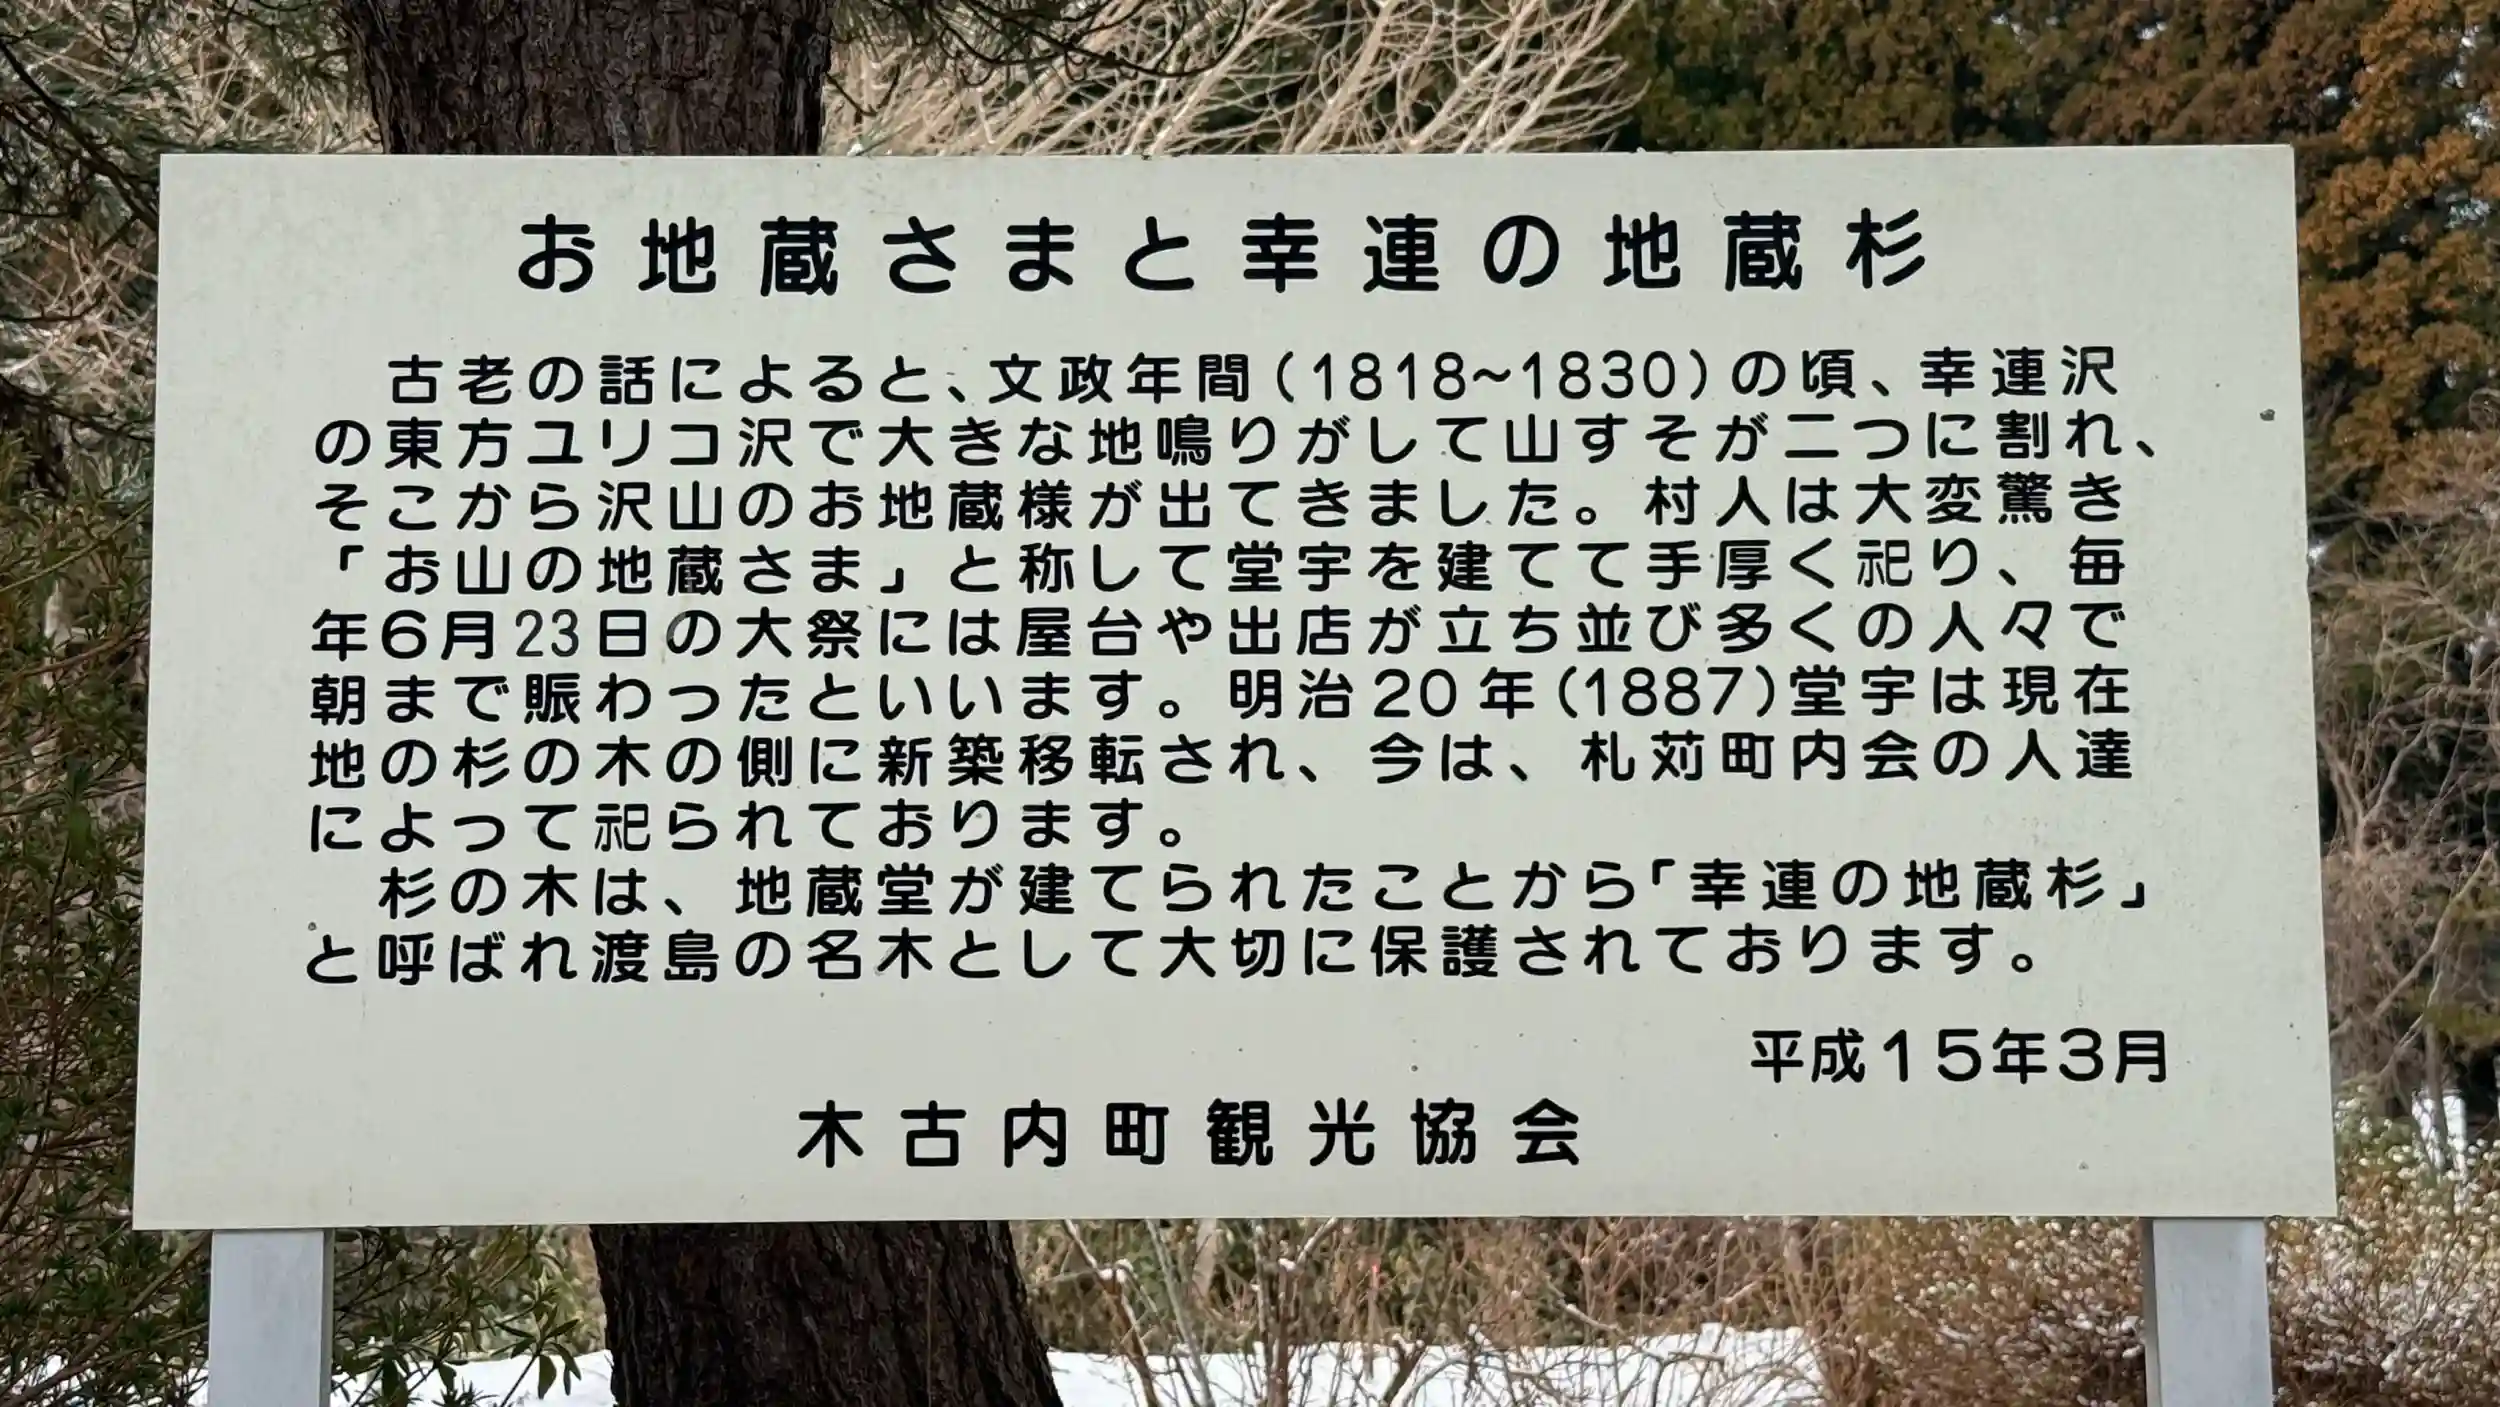 お地蔵さまと幸連の地蔵杉
古老の話によると、文政年間(1818~1830)の頃、幸連沢
の東方ユリコ沢で大きな地鳴りがして山すそが二つに割れ、
そこから沢山のお地蔵様が出てきました。村人は大変驚き
「お山の地蔵さま」と称して堂宇を建てて手厚く祀り、毎
年6月23日の大祭には屋台や出店が立ち並び多くの人々で
朝まで賑わったといいます。明治20年(1887)堂宇は現在
地の杉の木の側に新築移転され、今は、札苅町内会の人達
によって祀られております。
杉の木は、地蔵堂が建てられたことから「幸連の地蔵杉」
と呼ばれ渡島の名木として大切に保護されております。
平成15年3月
木古内町観光協会